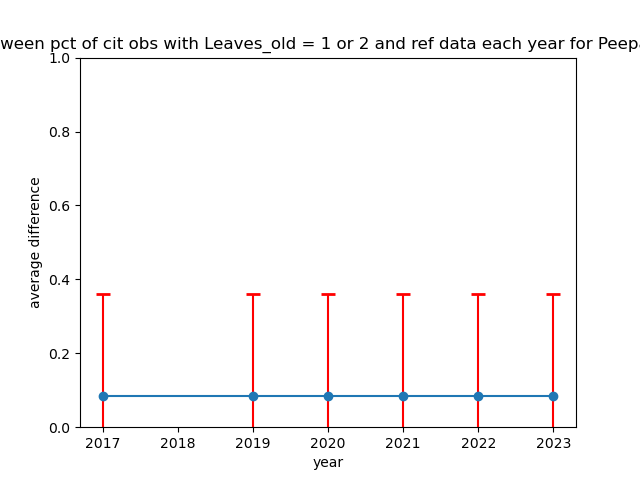 ween pct of cit obs with Leaves_old = 1 or 2 and ref data each year for Peepa
1.0
0.8
0.6
0.4
0.2
0.0
average difference
2017 2018 2019 2020 2021 2022 2023
year